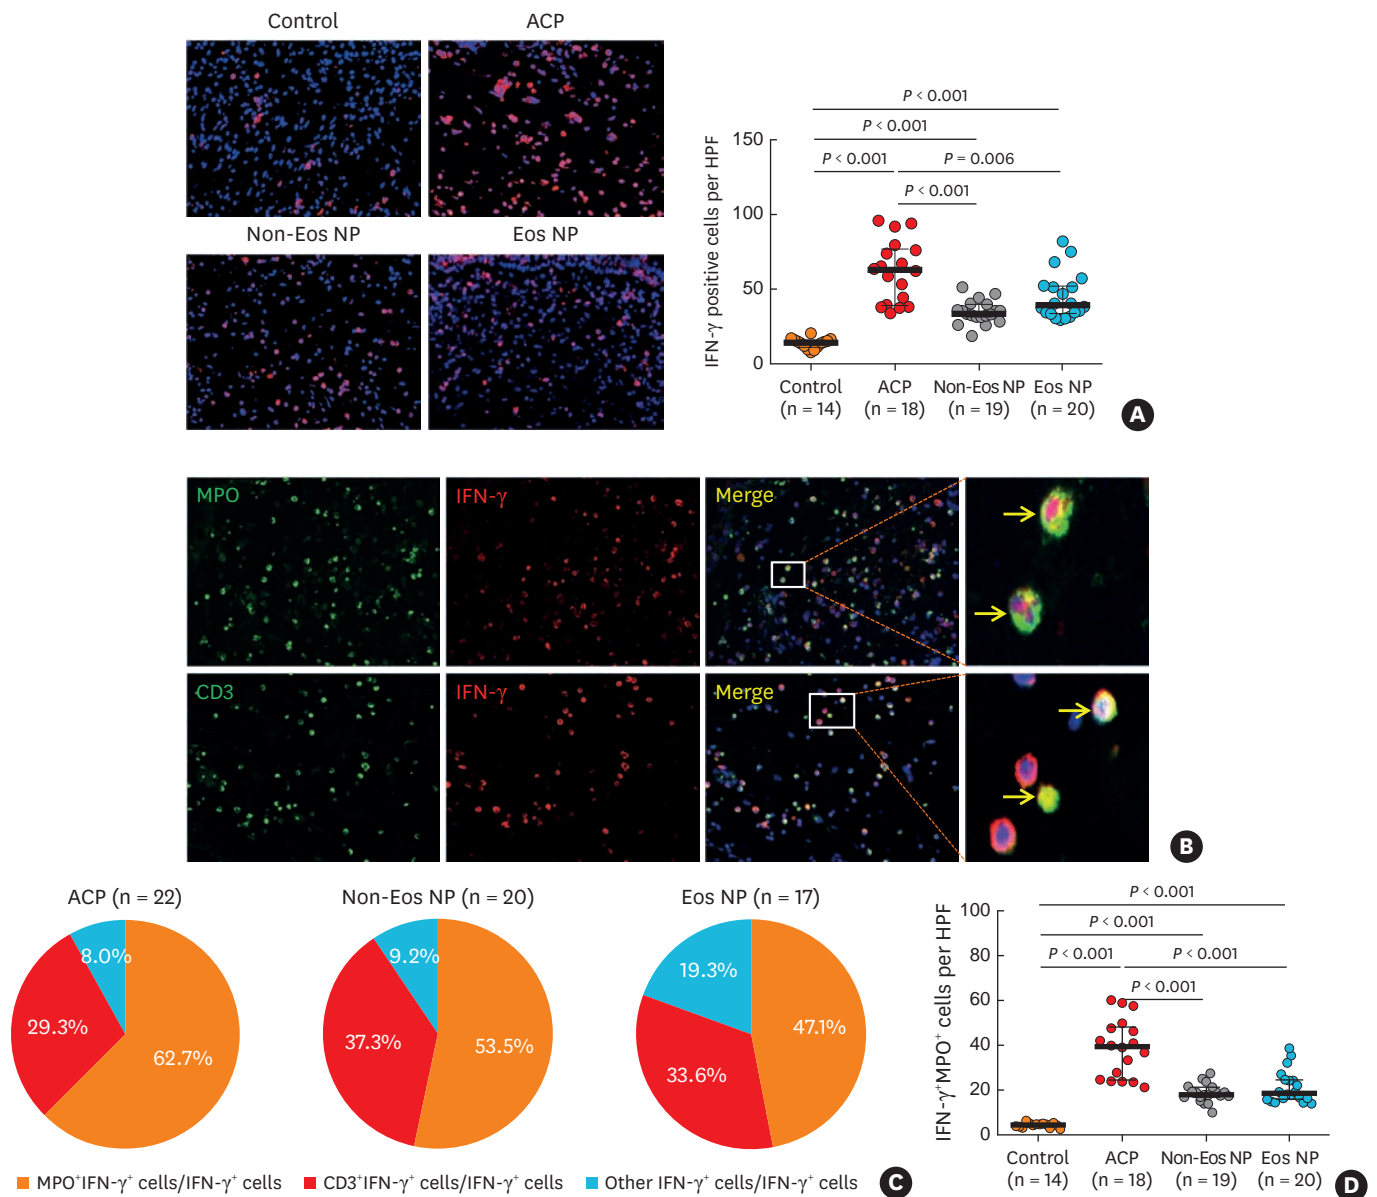 Control
ACP
Non-Eos NP
Eos NP
IFN-γ positive cells per HPF
150
100
50
0
P < 0.001
P < 0.001
P < 0.001
P = 0.006
P < 0.001
Control
(n = 14)
ACP
(n = 18)
Non-Eos NP
(n = 19)
Eos NP
(n = 20)
A
MPO
IFN-γ
Merge
CD3
IFN-γ
Merge
B
ACP (n = 22)
8.0%
29.3%
62.7%
Non-Eos NP (n = 20)
9.2%
37.3%
53.5%
Eos NP (n = 17)
19.3%
47.1%
33.6%
MPO⁺IFN-γ⁺ cells/IFN-γ⁺ cells
CD3⁺IFN-γ⁺ cells/IFN-γ⁺ cells
Other IFN-γ⁺ cells/IFN-γ⁺ cells
C
IFN-γ⁺MPO⁺ cells per HPF
100
80
60
40
20
0
P < 0.001
P < 0.001
P < 0.001
P < 0.001
P < 0.001
Control
(n = 14)
ACP
(n = 18)
Non-Eos NP
(n = 19)
Eos NP
(n = 20)
D